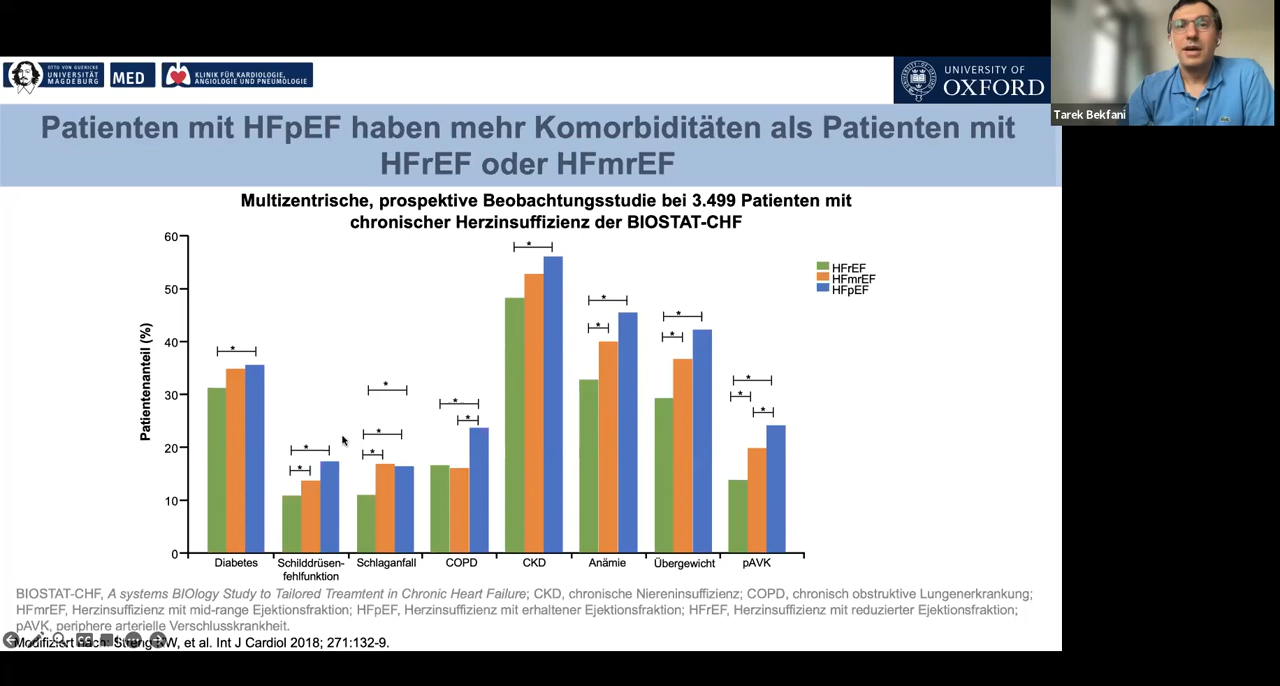 OTTO VON GUERICKE
UNIVERSITÄT
MAGDEBURG
MED
KLINIK FÜR KARDIOLOGIE,
ANGIOLOGIE UND PNEUMOLOGIE
UNIVERSITY OF
OXFORD
Tarek Bekfani
Patienten mit HFpEF haben mehr Komorbiditäten als Patienten mit
HFrEF oder HFmrEF
Multizentrische, prospektive Beobachtungsstudie bei 3.499 Patienten mit
chronischer Herzinsuffizienz der BIOSTAT-CHF
Patientenanteil (%)
60
50
40
30
20
10
0
* * * * * * * * * * * * * * * * *
HFrEF
HFmrEF
HFpEF
Diabetes
Schilddrüsen-
fehlfunktion
Schlaganfall
COPD
CKD
Anämie
Übergewicht
pAVK
BIOSTAT-CHF, A systems BIOlogy Study to Tailored Treamtent in Chronic Heart Failure; CKD, chronische Niereninsuffizienz; COPD, chronisch obstruktive Lungenerkrankung;
HFmrEF, Herzinsuffizienz mit mid-range Ejektionsfraktion; HFpEF, Herzinsuffizienz mit erhaltener Ejektionsfraktion; HFrEF, Herzinsuffizienz mit reduzierter Ejektionsfraktion;
pAVK, periphere arterielle Verschlusskrankheit.
Modifiziert nach: Streng KW, et al. Int J Cardiol 2018; 271:132-9.